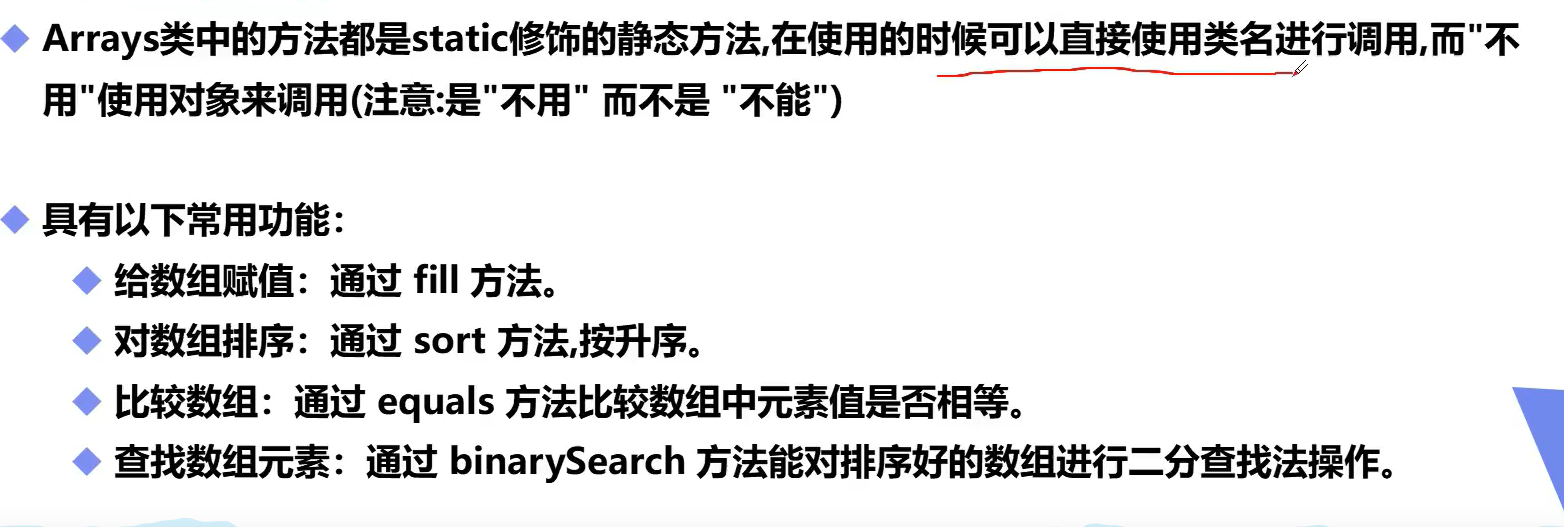 Arrays类中的方法都是static修饰的静态方法,在使用的时候可以直接使用类名进行调用,而"不
用"使用对象来调用(注意:是"不用" 而不是 "不能")
具有以下常用功能：
给数组赋值：通过 fill 方法。
对数组排序：通过 sort 方法,按升序。
比较数组：通过 equals 方法比较数组中元素值是否相等。
查找数组元素：通过 binarySearch 方法能对排序好的数组进行二分查找法操作。